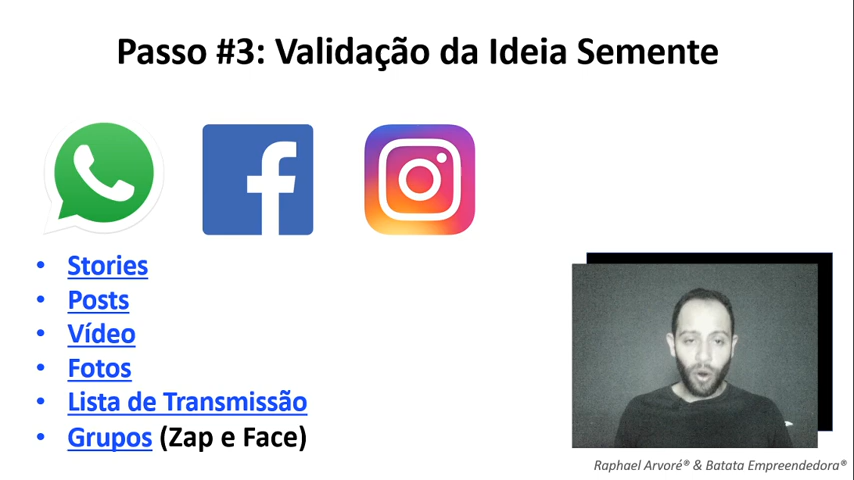 Passo #3: Validação da Ideia Semente
• Stories
• Posts
• Vídeo
• Fotos
• Lista de Transmissão
• Grupos (Zap e Face)
Raphael Arvoré® & Batata Empreendedora®